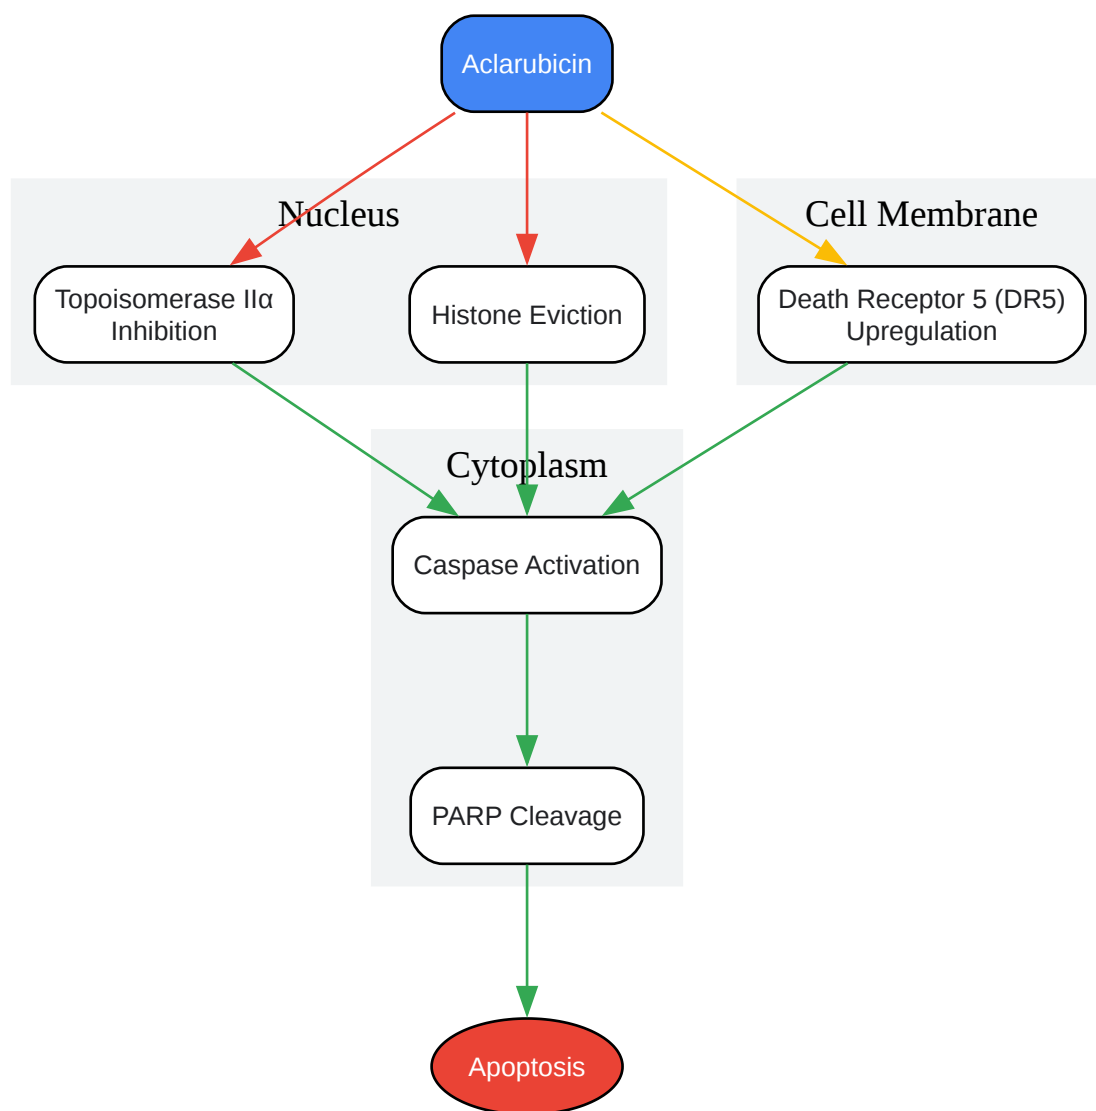 Aclarubicin
Nucleus
Cell Membrane
Topoisomerase IIα
Inhibition
Histone Eviction
Death Receptor 5 (DR5)
Upregulation
Cytoplasm
Caspase Activation
PARP Cleavage
Apoptosis